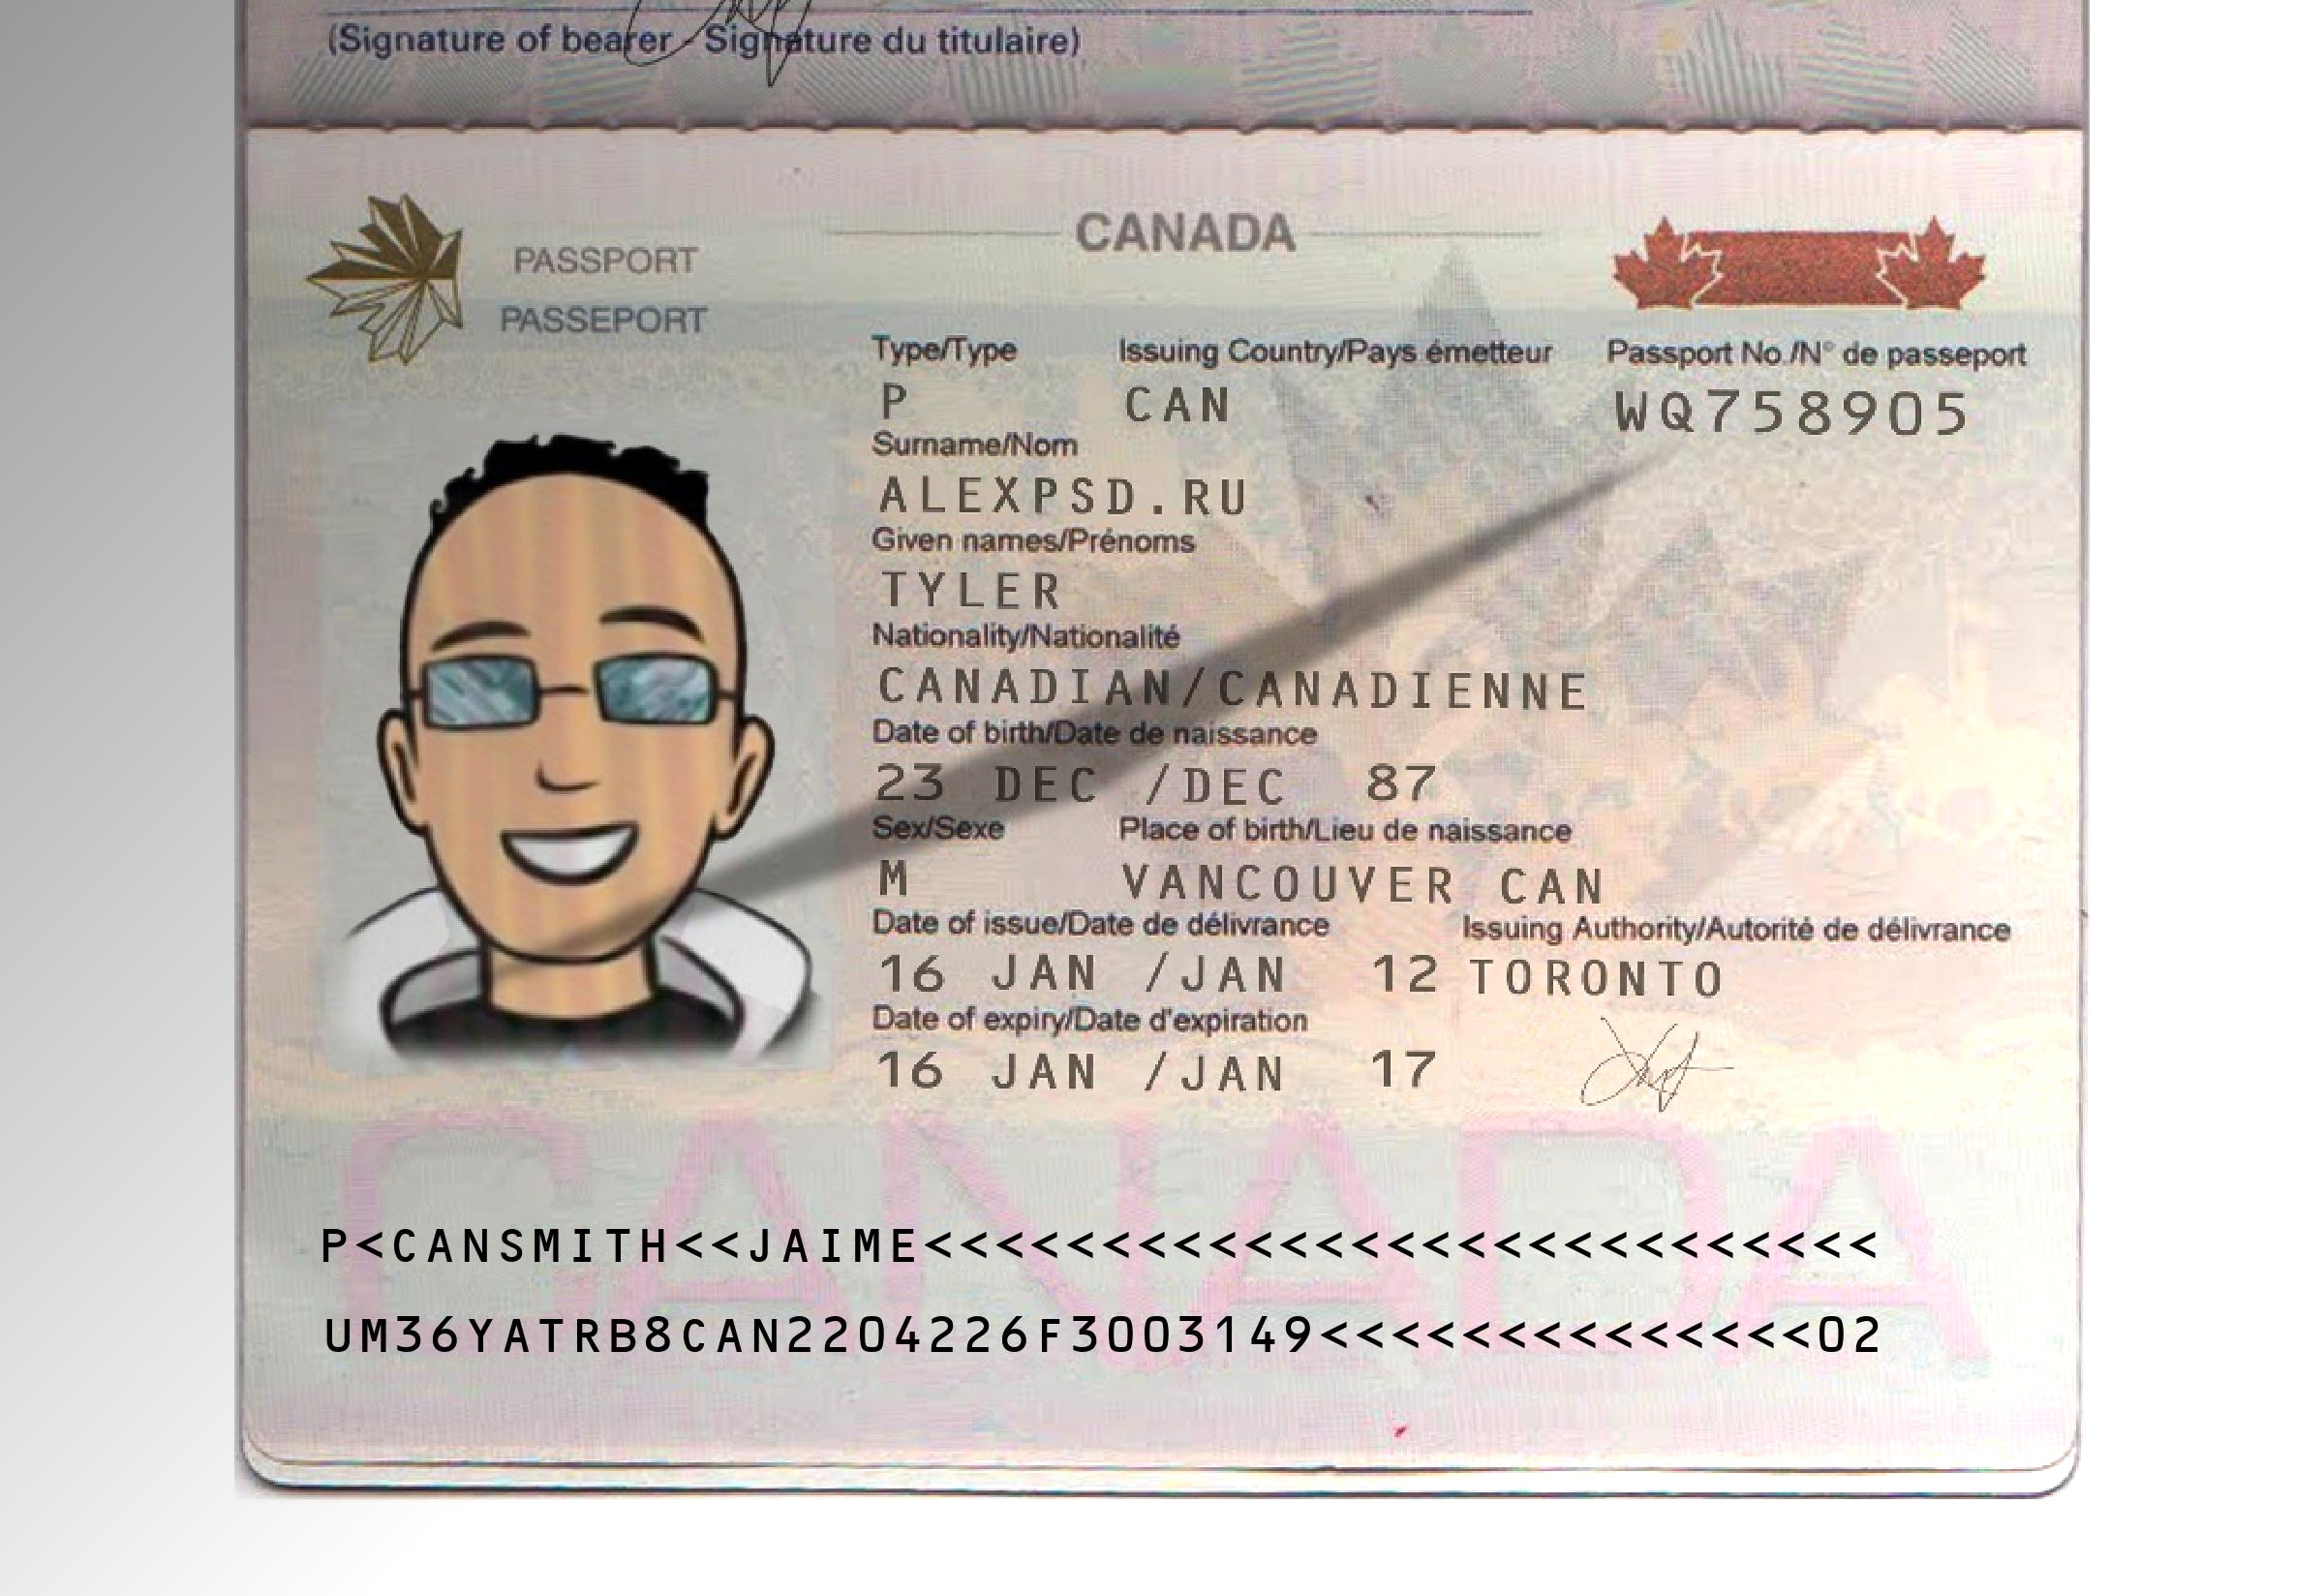 (Signature of bearer - Signature du titulaire)
CANADA
PASSPORT
PASSEPORT
Type/Type Issuing Country/Pays émetteur Passport No./N° de passeport
P CAN WQ758905
Surname/Nom
ALEXPSD.RU
Given names/Prénoms
TYLER
Nationality/Nationalité
CANADIAN/CANADIENNE
Date of birth/Date de naissance
23 DEC /DEC 87
Sex/Sexe Place of birth/Lieu de naissance
M VANCOUVER CAN
Date of issue/Date de délivrance Issuing Authority/Autorité de délivrance
16 JAN /JAN 12 TORONTO
Date of expiry/Date d'expiration
16 JAN /JAN 17
CANADA
P<CANSMITH<<JAIME<<<<<<<<<<<<<<<<<<<<<<<<<<<
UM36YATRB8CAN2204226F3003149<<<<<<<<<<<<<<02